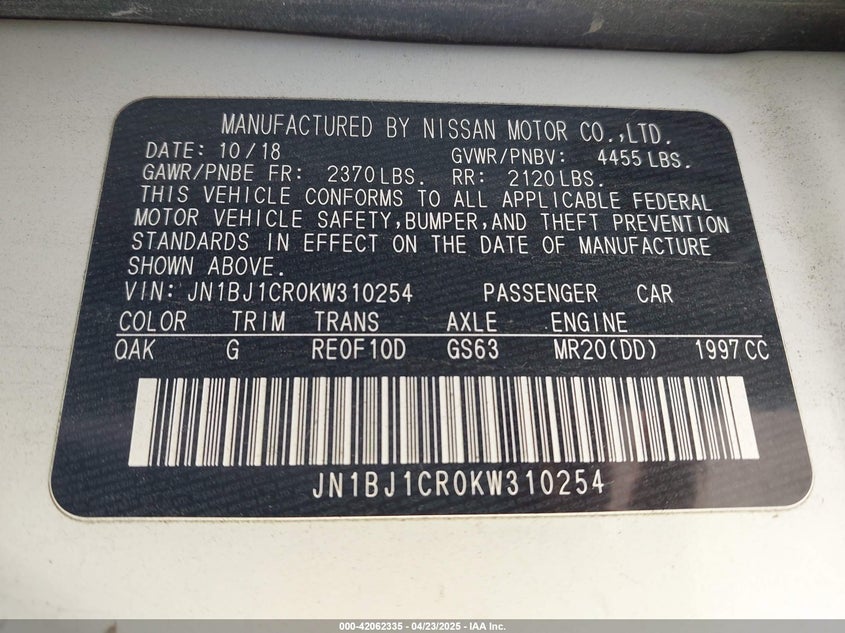 MANUFACTURED BY NISSAN MOTOR CO.,LTD.
DATE: 10/18 GVWR/PNBV: 4455 LBS.
GAWR/PNBE FR: 2370 LBS. RR: 2120 LBS.
THIS VEHICLE CONFORMS TO ALL APPLICABLE FEDERAL
MOTOR VEHICLE SAFETY,BUMPER,AND THEFT PREVENTION
STANDARDS IN EFFECT ON THE DATE OF MANUFACTURE
SHOWN ABOVE.
VIN: JN1BJ1CR0KW310254 PASSENGER CAR
COLOR TRIM TRANS AXLE ENGINE
QAK G RE0F10D GS63 MR20(DD) 1997CC
JN1BJ1CR0KW310254
000-42062335 - 04/23/2025 - IAA Inc.